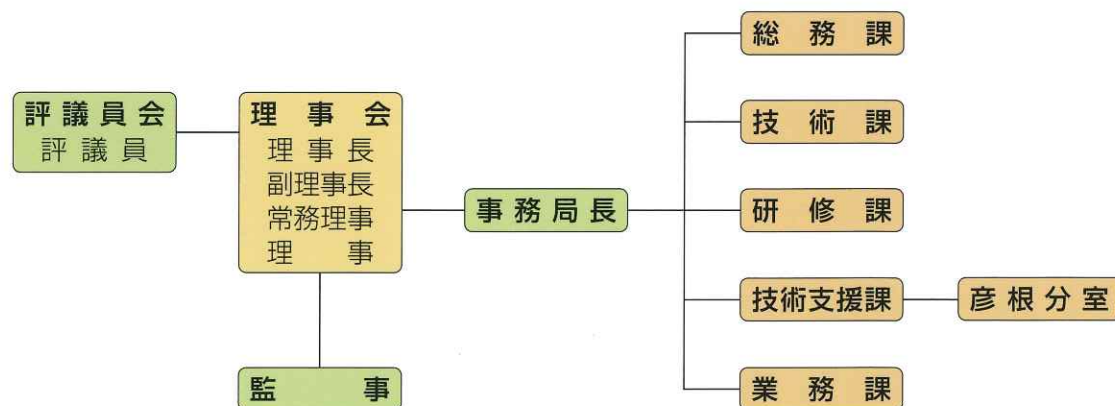 評議員会
評議員
理事会
理事長
副理事長
常務理事
理事
監事
事務局長
総務課
技術課
研修課
技術支援課
彦根分室
業務課